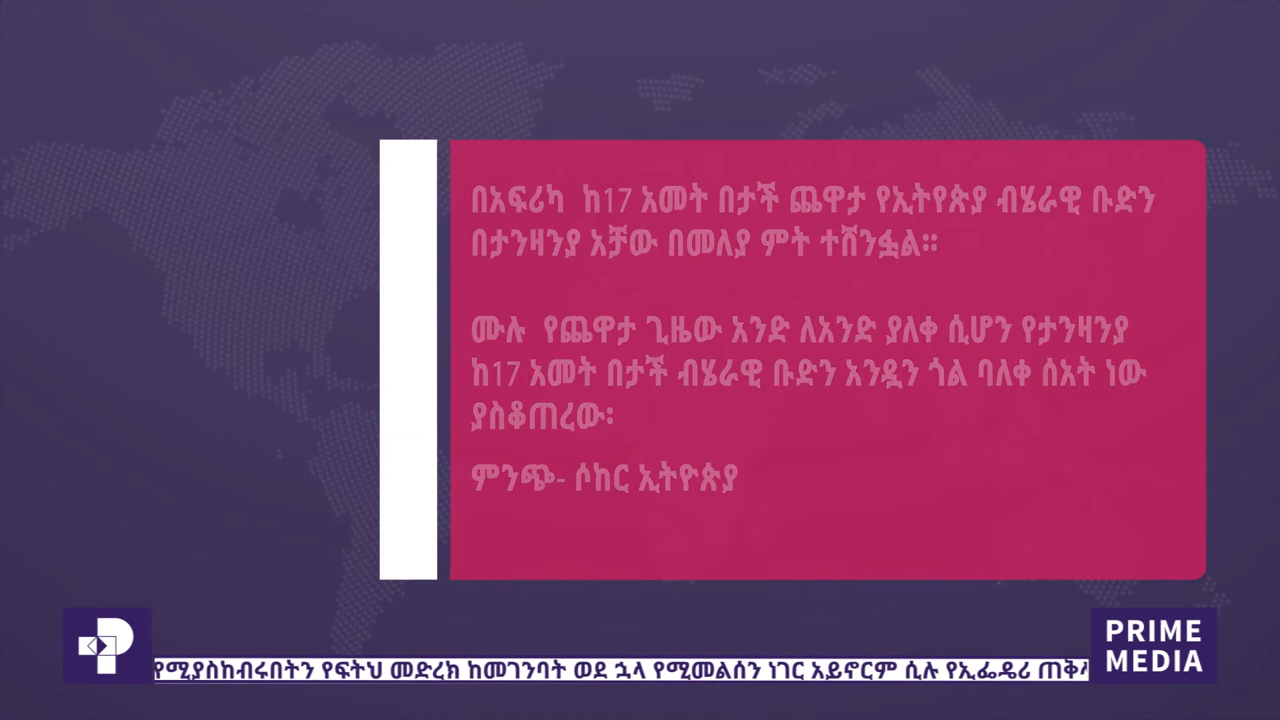 በአፍሪካ ከ17 አመት በታች ጨዋታ የኢትየጵያ ብሄራዊ ቡድን
በታንዛንያ አቻው በመለያ ምት ተሸንፏል።
ሙሉ የጨዋታ ጊዜው አንድ ለአንድ ያለቀ ሲሆን የታንዛንያ
ከ17 አመት በታች ብሄራዊ ቡድን አንዷን ጎል ባለቀ ሰአት ነው
ያስቆጠረው፡
ምንጭ- ሶከር ኢትዮጵያ
የሚያስከብሩበትን የፍትህ መድረክ ከመገንባት ወደ ኋላ የሚመልሰን ነገር አይኖርም ሲሉ የኢፌዴሪ
PRIME
MEDIA